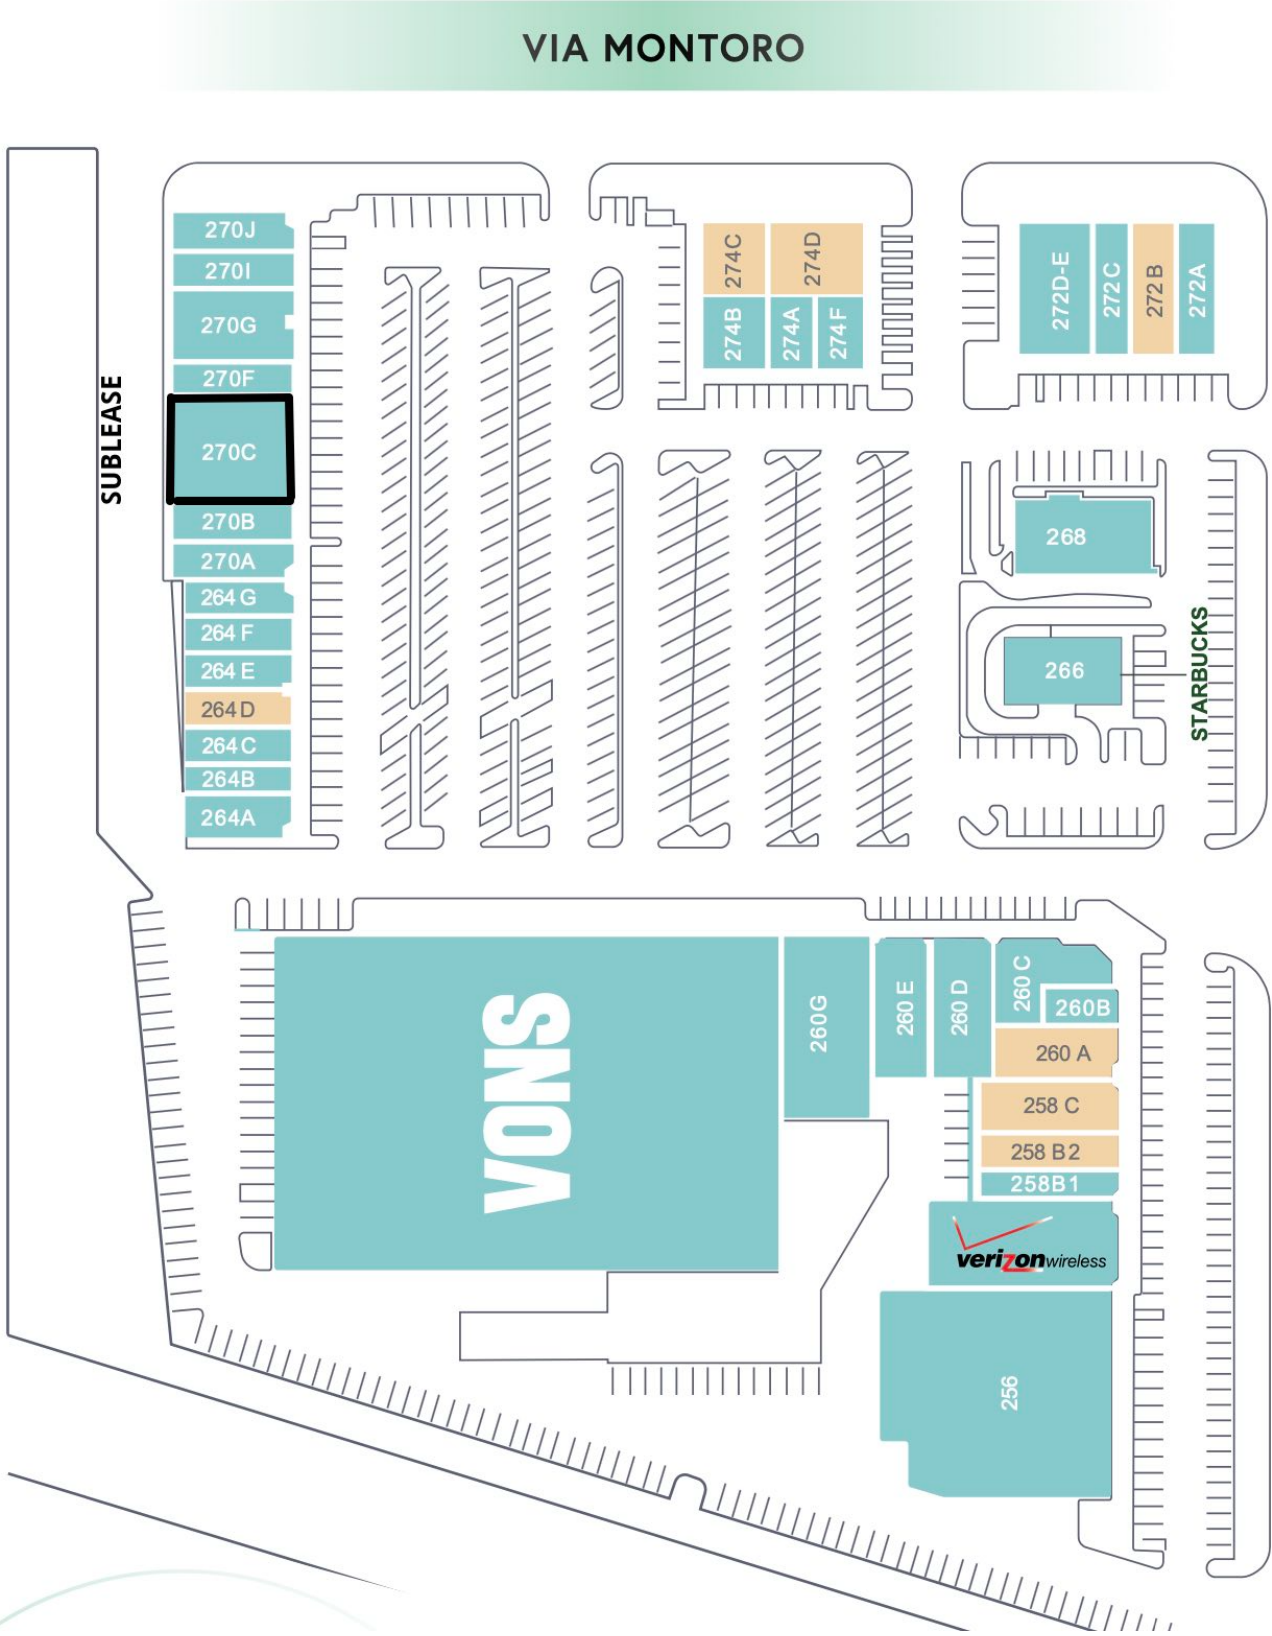 VIA MONTORO
SUBLEASE
270J
270I
270G
270F
270C
270B
270A
264 G
264 F
264 E
264 D
264 C
264B
264A
274C
274D
274B
274A
274F
272D-E
272C
272B
272A
268
266
STARBUCKS
VONS
260G
260 E
260 D
260 C
260B
260 A
258 C
258 B2
258B1
verizonwireless
256